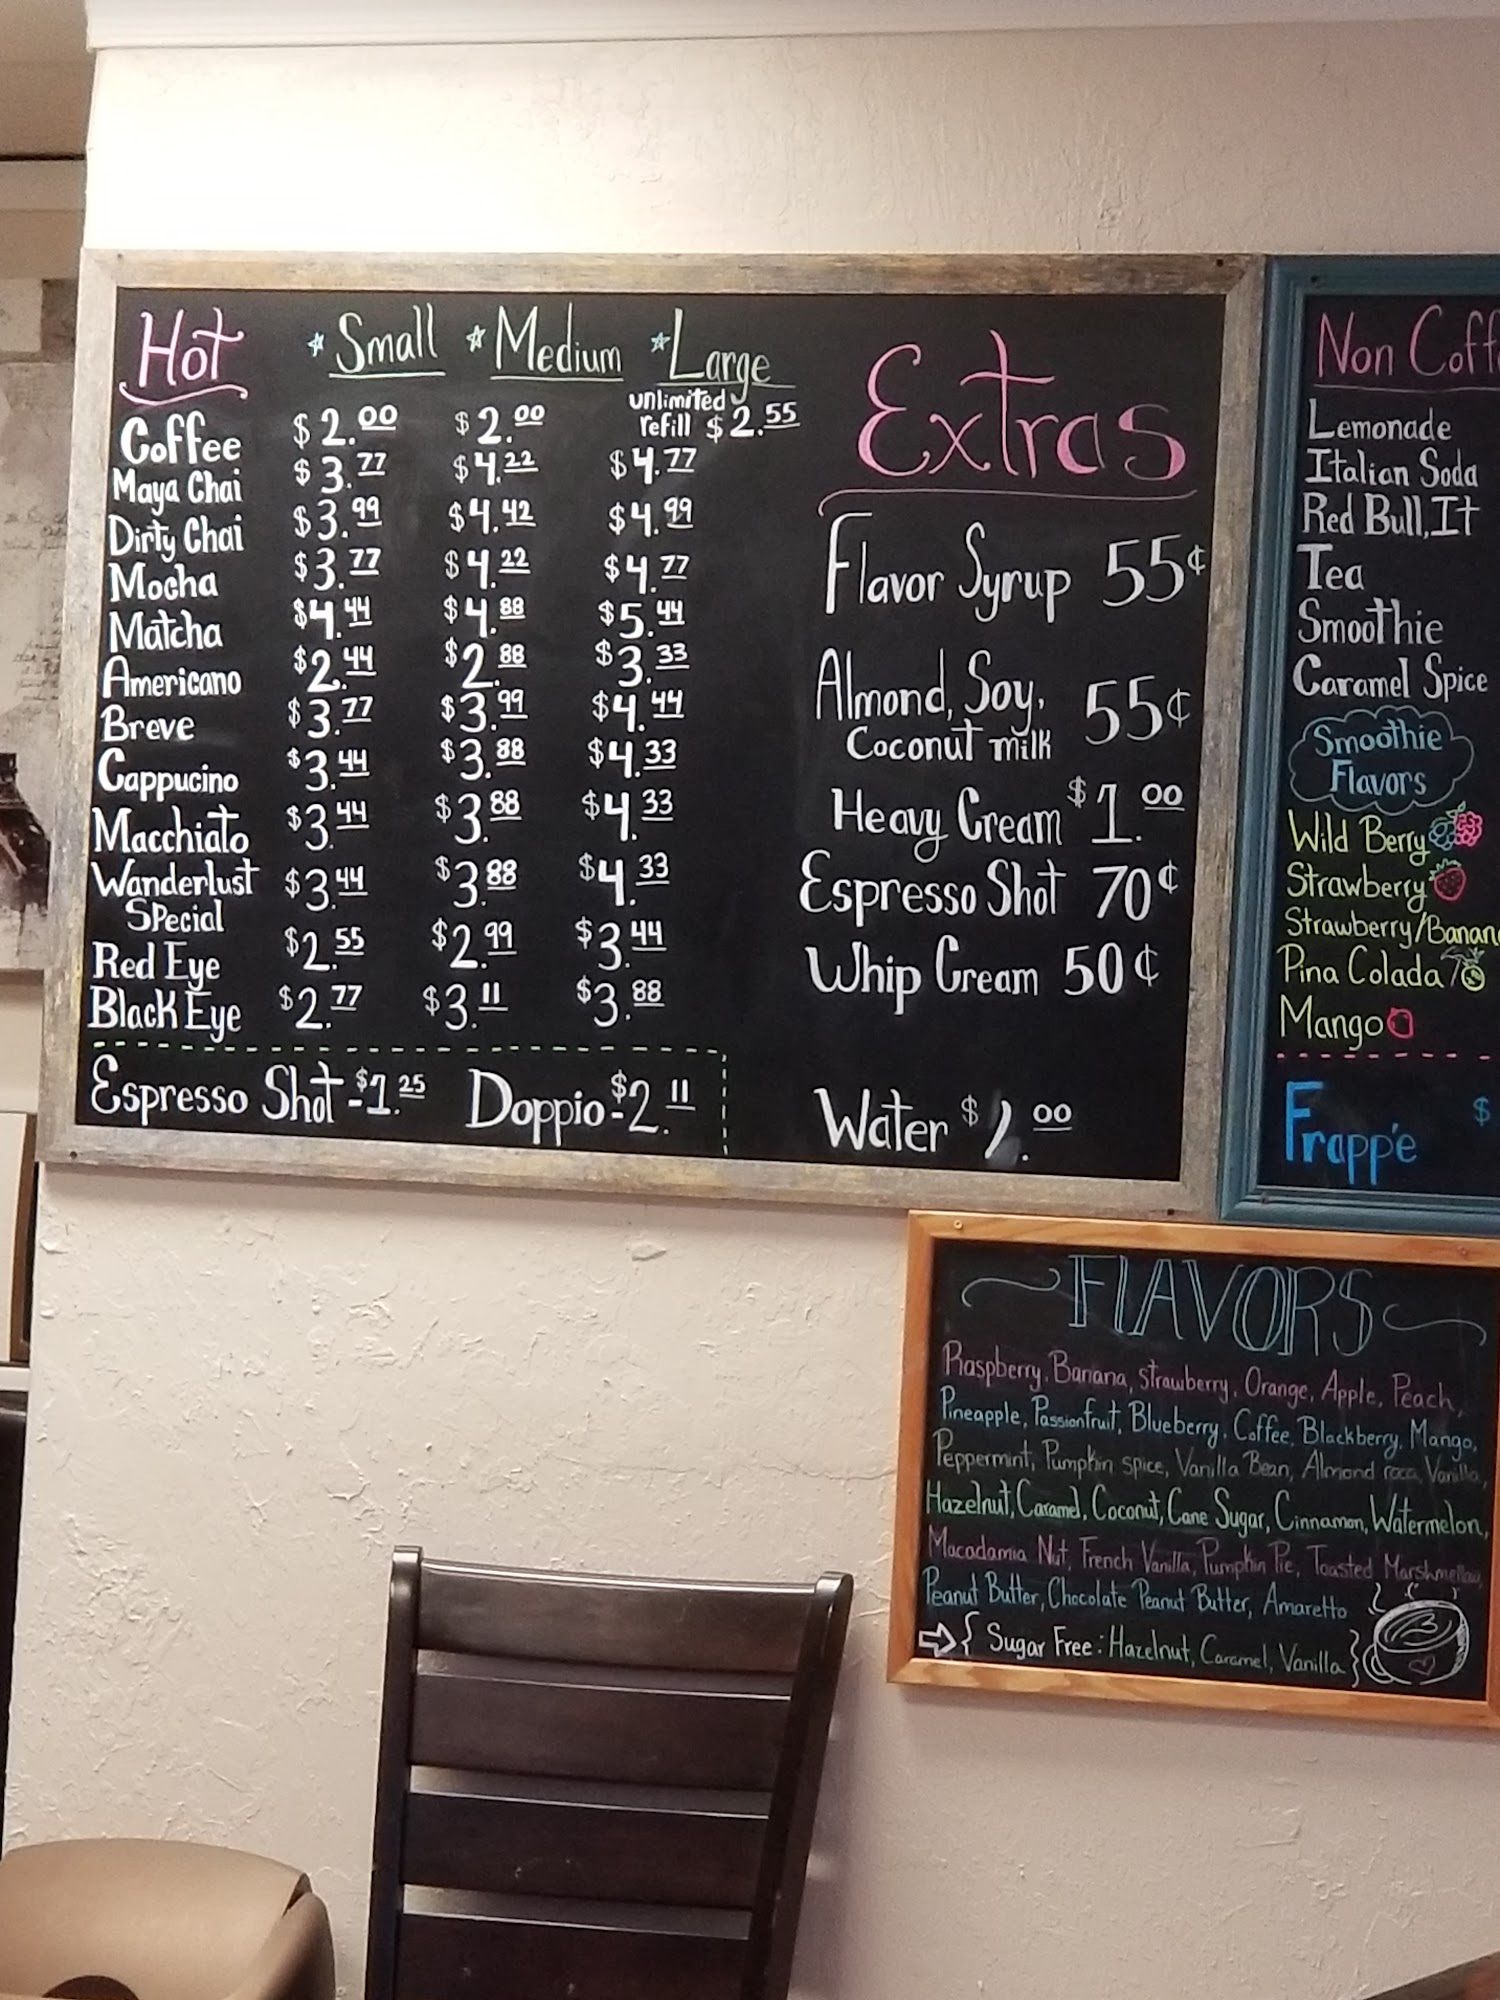 Hot * Small * Medium * Large
Coffee $2.00 $2.00 unlimited refill $2.55
Maya Chai $3.77 $4.22 $4.77
Dirty Chai $3.99 $4.42 $4.99
Mocha $3.77 $4.22 $4.77
Matcha $4.44 $4.88 $5.44
Americano $2.44 $2.88 $3.33
Breve $3.77 $3.99 $4.44
Cappucino $3.44 $3.88 $4.33
Macchiato $3.44 $3.88 $4.33
Wanderlust $3.44 $3.88 $4.33
Special
Red Eye $2.55 $2.99 $3.44
Black Eye $2.77 $3.11 $3.88
Espresso Shot -$1.25 Doppio -$2.11
Extras
Flavor Syrup 55¢
Almond, Soy, 55¢
Coconut milk
Heavy Cream $1.00
Espresso Shot 70¢
Whip Cream 50¢
Water $1.00
Non Coff
Lemonade
Italian Soda
Red Bull, It
Tea
Smoothie
Caramel Spice
Smoothie
Flavors
Wild Berry
Strawberry
Strawberry/Banan
Pina Colada
Mango
Frapp'e $
FLAVORS
Raspberry, Banana, Strawberry, Orange, Apple, Peach,
Pineapple, Passionfruit, Blueberry, Coffee, Blackberry, Mango,
Peppermint, Pumpkin spice, Vanilla Bean, Almond roca, Vanilla,
Hazelnut, Caramel, Coconut, Cane Sugar, Cinnamon, Watermelon,
Macadamia Nut, French Vanilla, Pumpkin Pie, Toasted Marshmellow,
Peanut Butter, Chocolate Peanut Butter, Amaretto
⇨{ Sugar Free: Hazelnut, Caramel, Vanilla }